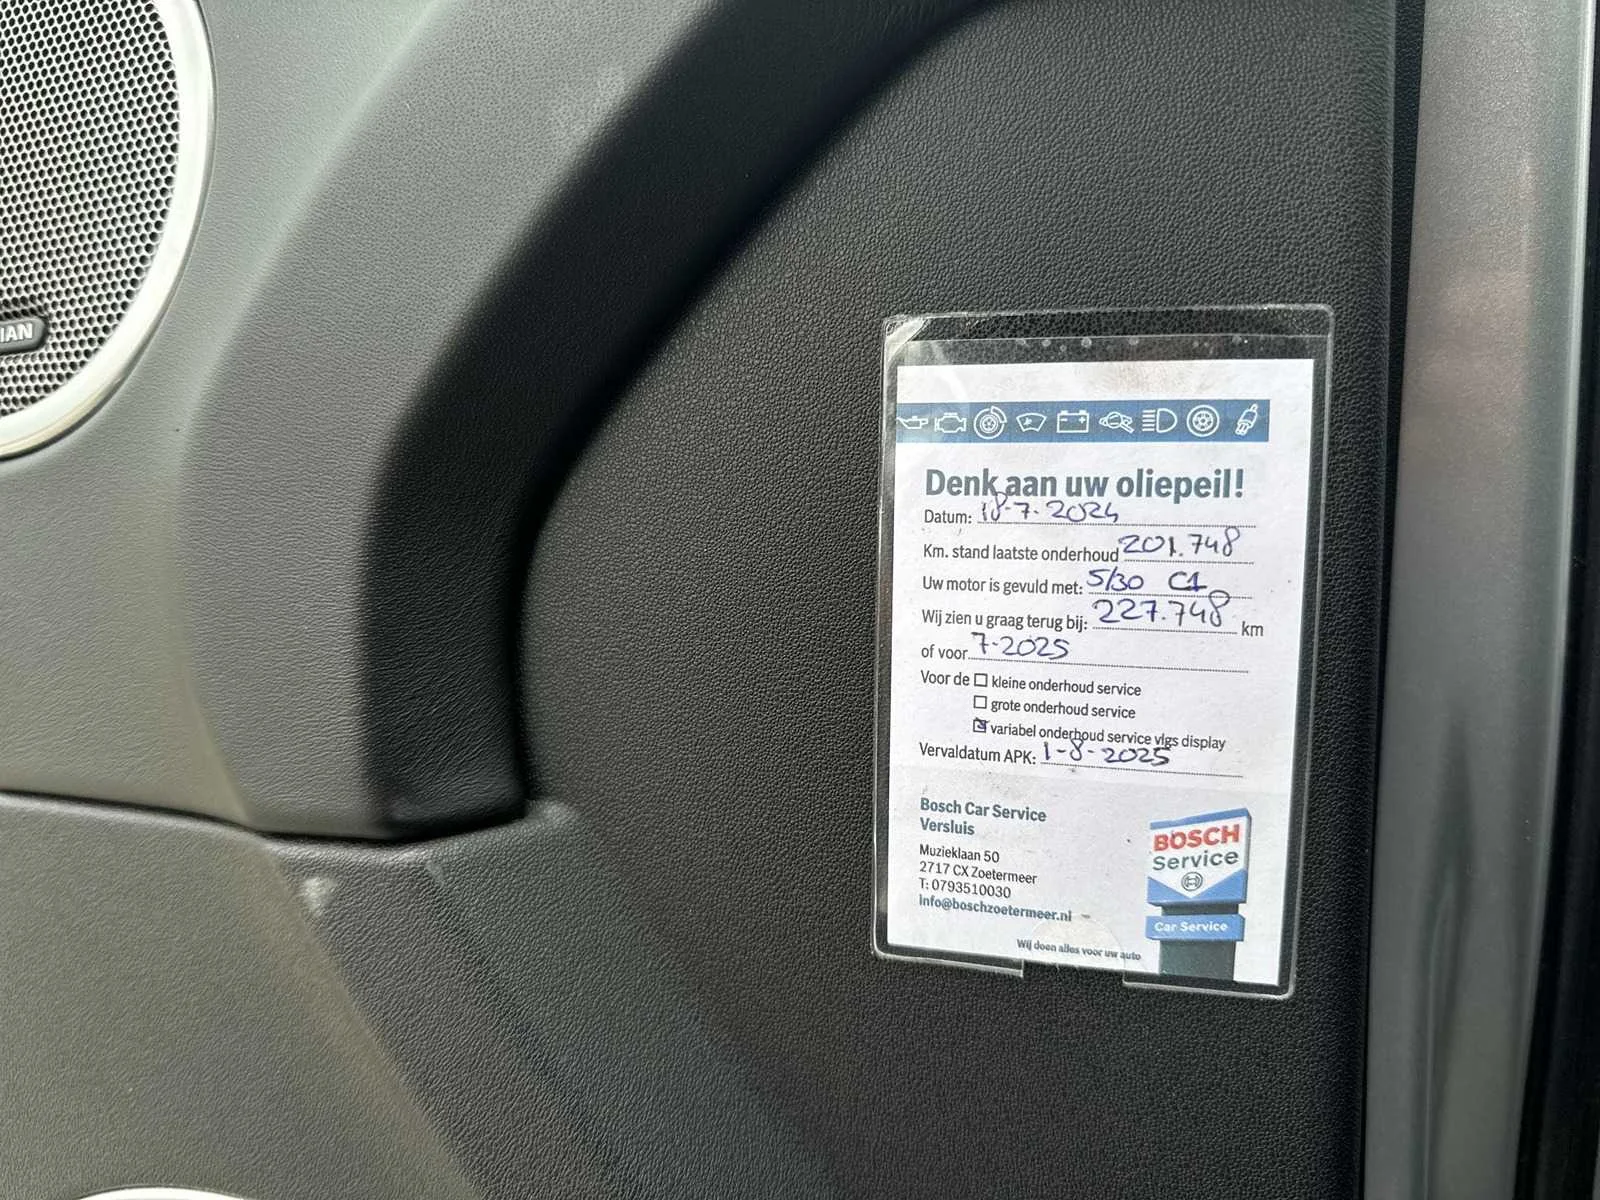 IAN
Denk aan uw oliepeil!
Datum: 18-7-2024
Km. stand laatste onderhoud 201.748
Uw motor is gevuld met: 5/30 C1
Wij zien u graag terug bij: 227.748 km
of voor 7-2025
Voor de kleine onderhoud service
grote onderhoud service
variabel onderhoud service vlgs display
Vervaldatum APK: 1-8-2025
Bosch Car Service
Versluis
Muzieklaan 50
2717 CX Zoetermeer
T: 0793510030
Info@boschzoetermeer.nl
Wij doen alles voor uw auto
BOSCH
Service
Car Service